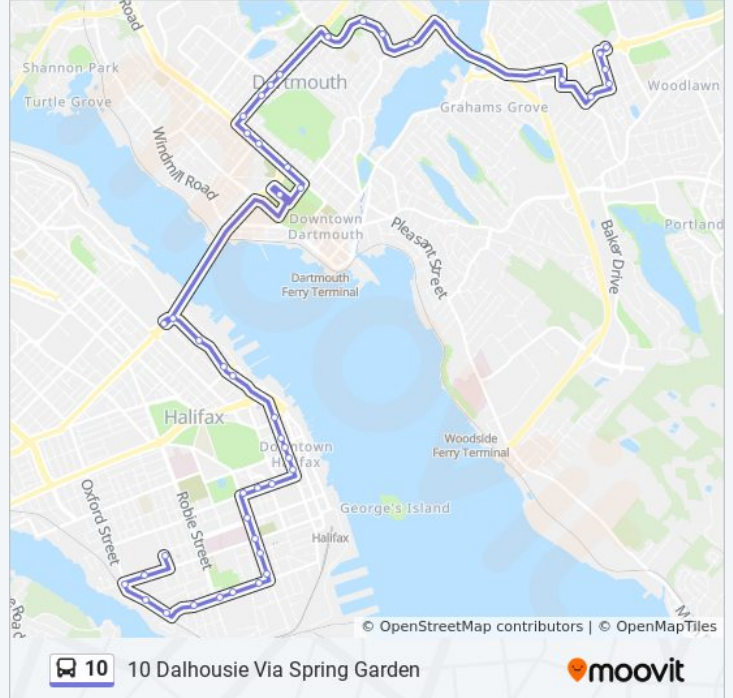 Road
Shannon Park
Turtle Grove
Dartmouth
Woodlawn
Grahams Grove
Windmill Road
Downtown
Dartmouth
Pleasant Street
Baker Drive
Portland
Dartmouth
Ferry Terminal
Halifax
Downtown
Halifax
Woodside
Ferry Terminal
Oxford Street
Robie Street
George's Island
Halifax
© OpenStreetMap contributors | © OpenMapTiles
10 10 Dalhousie Via Spring Garden
moovit